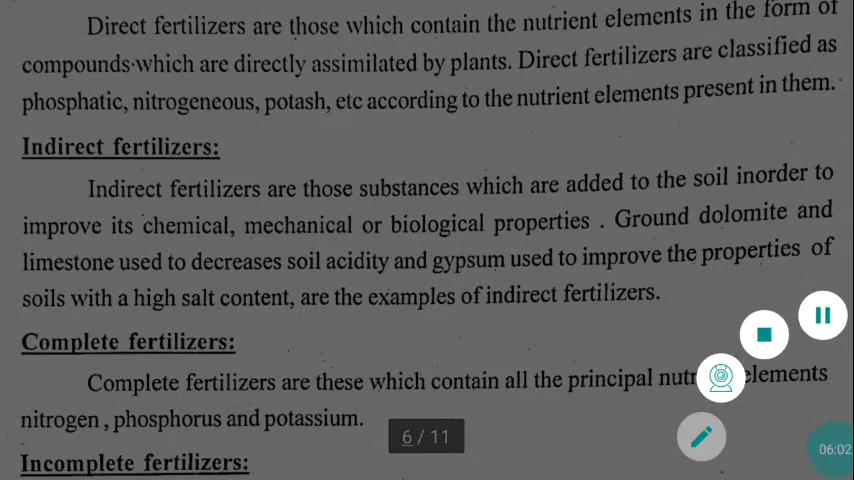 Direct fertilizers are those which contain the nutrient elements in the form of
compounds which are directly assimilated by plants. Direct fertilizers are classified as
phosphatic, nitrogeneous, potash, etc according to the nutrient elements present in them.
Indirect fertilizers:
Indirect fertilizers are those substances which are added to the soil inorder to
improve its chemical, mechanical or biological properties . Ground dolomite and
limestone used to decreases soil acidity and gypsum used to improve the properties of
soils with a high salt content, are the examples of indirect fertilizers.
Complete fertilizers:
Complete fertilizers are these which contain all the principal elements
nitrogen , phosphorus and potassium.
6 / 11
06:02
Incomplete fertilizers: